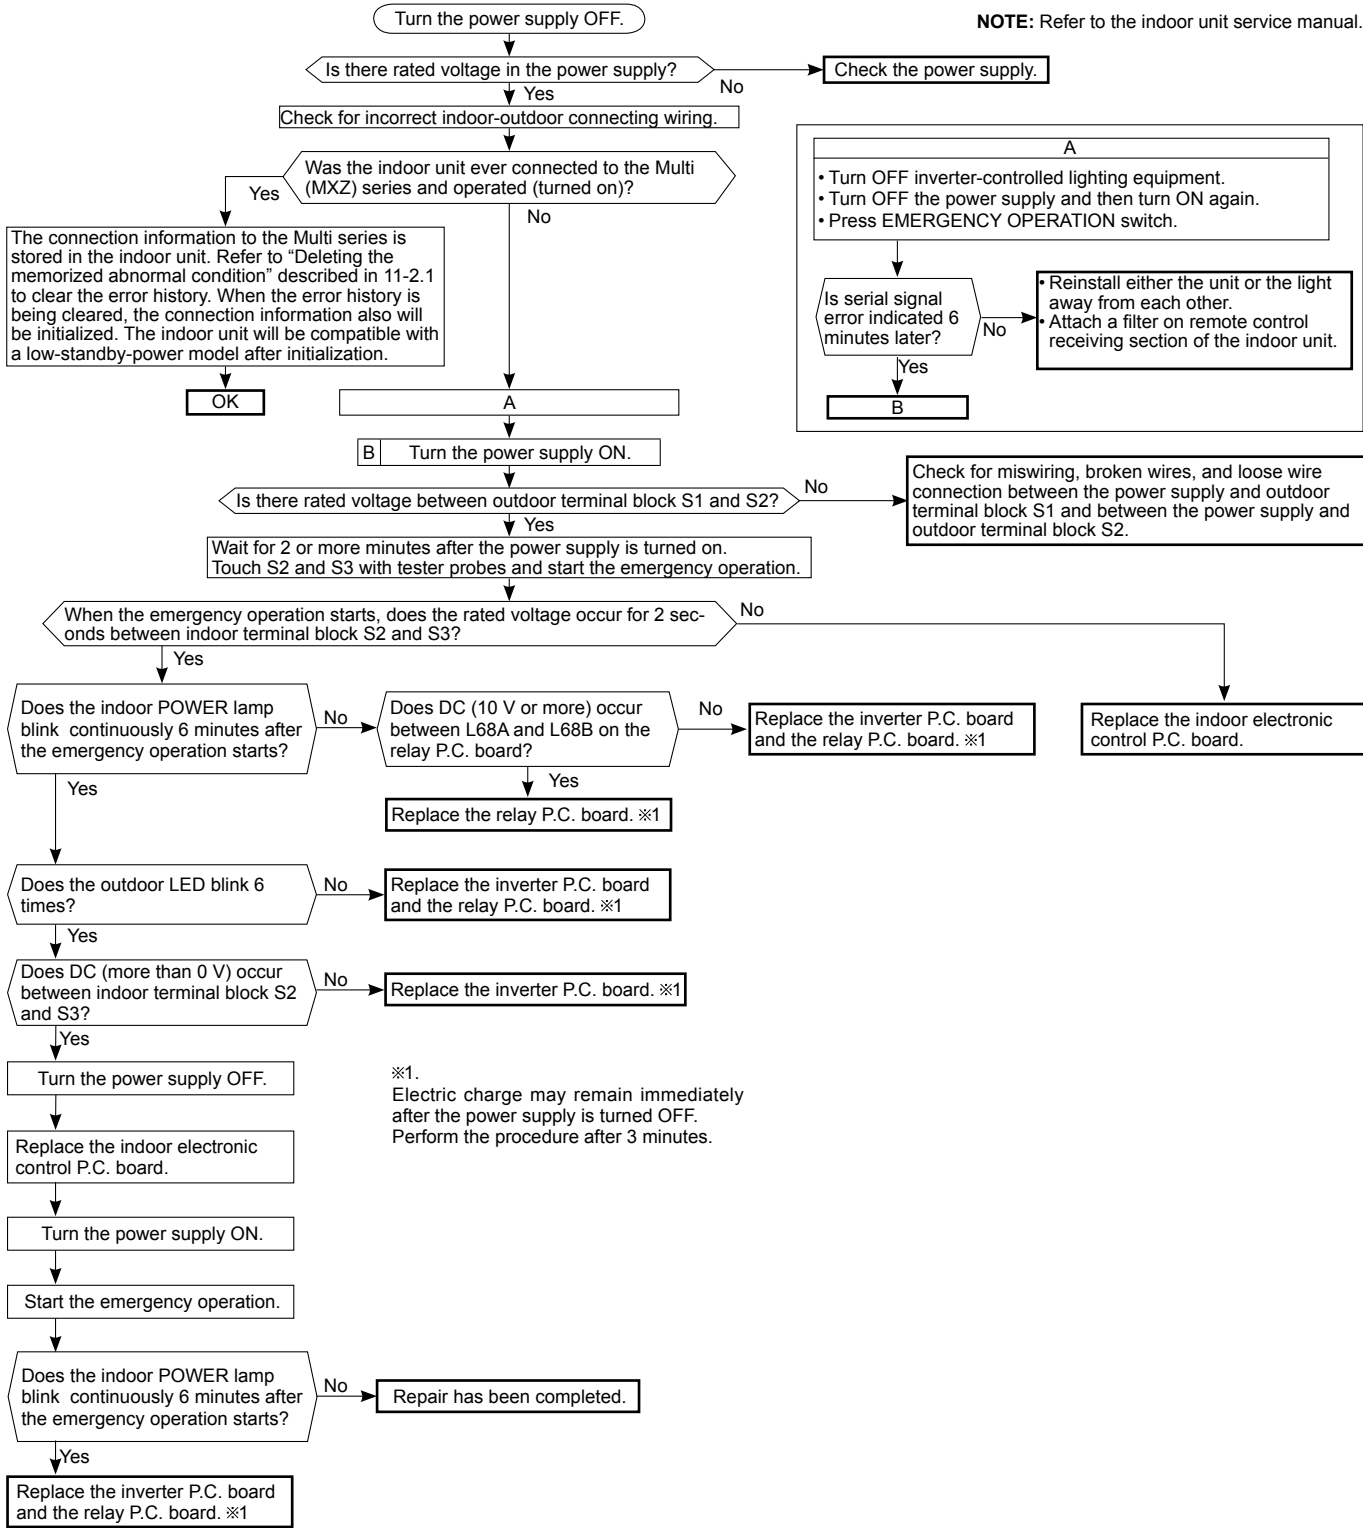 Turn the power supply OFF.
NOTE: Refer to the indoor unit service manual.
Is there rated voltage in the power supply?
No
Check the power supply.
Yes
Check for incorrect indoor-outdoor connecting wiring.
Was the indoor unit ever connected to the Multi
(MXZ) series and operated (turned on)?
Yes
No
The connection information to the Multi series is
stored in the indoor unit. Refer to “Deleting the
memorized abnormal condition” described in 11-2.1
to clear the error history. When the error history is
being cleared, the connection information also will
be initialized. The indoor unit will be compatible with
a low-standby-power model after initialization.
OK
A
• Turn OFF inverter-controlled lighting equipment.
• Turn OFF the power supply and then turn ON again.
• Press EMERGENCY OPERATION switch.
Is serial signal
error indicated 6
minutes later?
No
• Reinstall either the unit or the light
away from each other.
• Attach a filter on remote control
receiving section of the indoor unit.
Yes
B
A
B Turn the power supply ON.
Is there rated voltage between outdoor terminal block S1 and S2?
No
Check for miswiring, broken wires, and loose wire
connection between the power supply and outdoor
terminal block S1 and between the power supply and
outdoor terminal block S2.
Yes
Wait for 2 or more minutes after the power supply is turned on.
Touch S2 and S3 with tester probes and start the emergency operation.
When the emergency operation starts, does the rated voltage occur for 2 sec-
onds between indoor terminal block S2 and S3?
No
Yes
Does the indoor POWER lamp
blink continuously 6 minutes after
the emergency operation starts?
No
Does DC (10 V or more) occur
between L68A and L68B on the
relay P.C. board?
No
Replace the inverter P.C. board
and the relay P.C. board. ※1
Replace the indoor electronic
control P.C. board.
Yes
Yes
Replace the relay P.C. board. ※1
Does the outdoor LED blink 6
times?
No
Replace the inverter P.C. board
and the relay P.C. board. ※1
Yes
Does DC (more than 0 V) occur
between indoor terminal block S2
and S3?
No
Replace the inverter P.C. board. ※1
Yes
Turn the power supply OFF.
※1.
Electric charge may remain immediately
after the power supply is turned OFF.
Perform the procedure after 3 minutes.
Replace the indoor electronic
control P.C. board.
Turn the power supply ON.
Start the emergency operation.
Does the indoor POWER lamp
blink continuously 6 minutes after
the emergency operation starts?
No
Repair has been completed.
Yes
Replace the inverter P.C. board
and the relay P.C. board. ※1